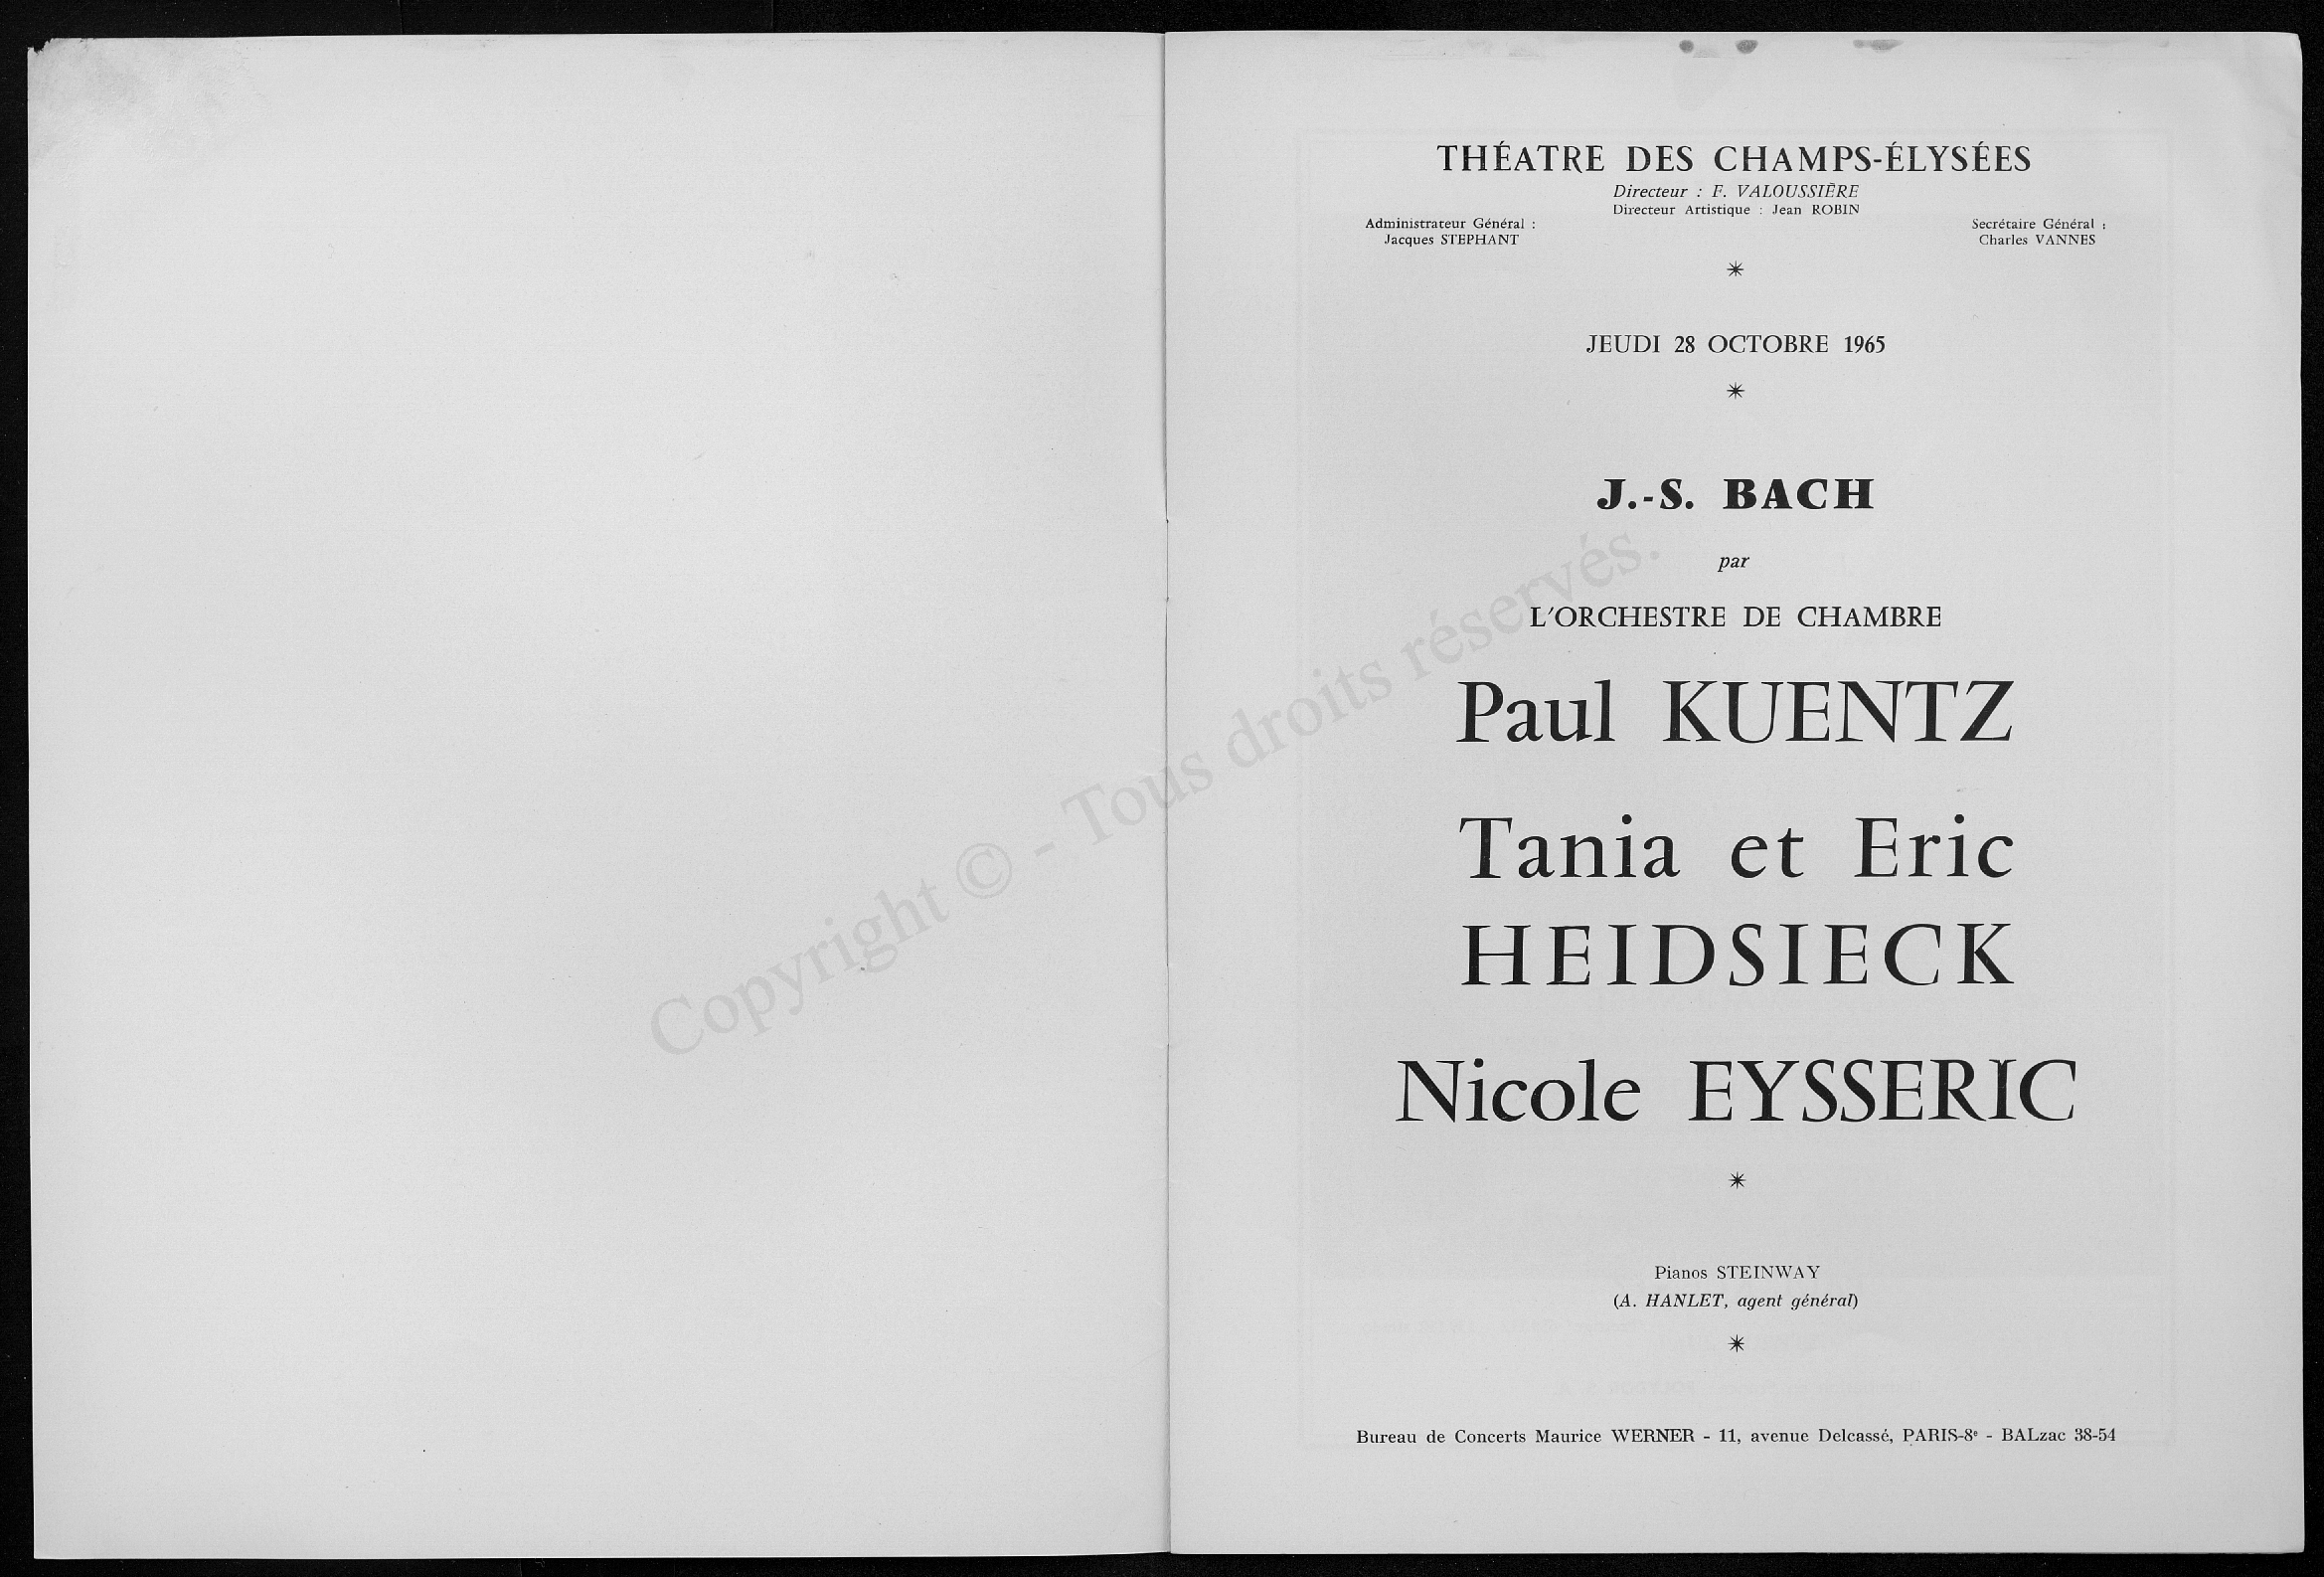 THÉATRE DES CHAMPS-ÉLYSÉES
Directeur : F. VALOUSSIÈRE
Directeur Artistique : Jean ROBIN
Administrateur Général :
Jacques STEPHANT
Secrétaire Général :
Charles VANNES
JEUDI 28 OCTOBRE 1965
J.-S. BACH
par
L'ORCHESTRE DE CHAMBRE
Paul KUENTZ
Tania et Eric
HEIDSIECK
Nicole EYSSERIC
Pianos STEINWAY
(A. HANLET, agent général)
Bureau de Concerts Maurice WERNER - 11, avenue Delcassé, PARIS-8e - BALzac 38-54
Copyright © - Tous droits réservés.